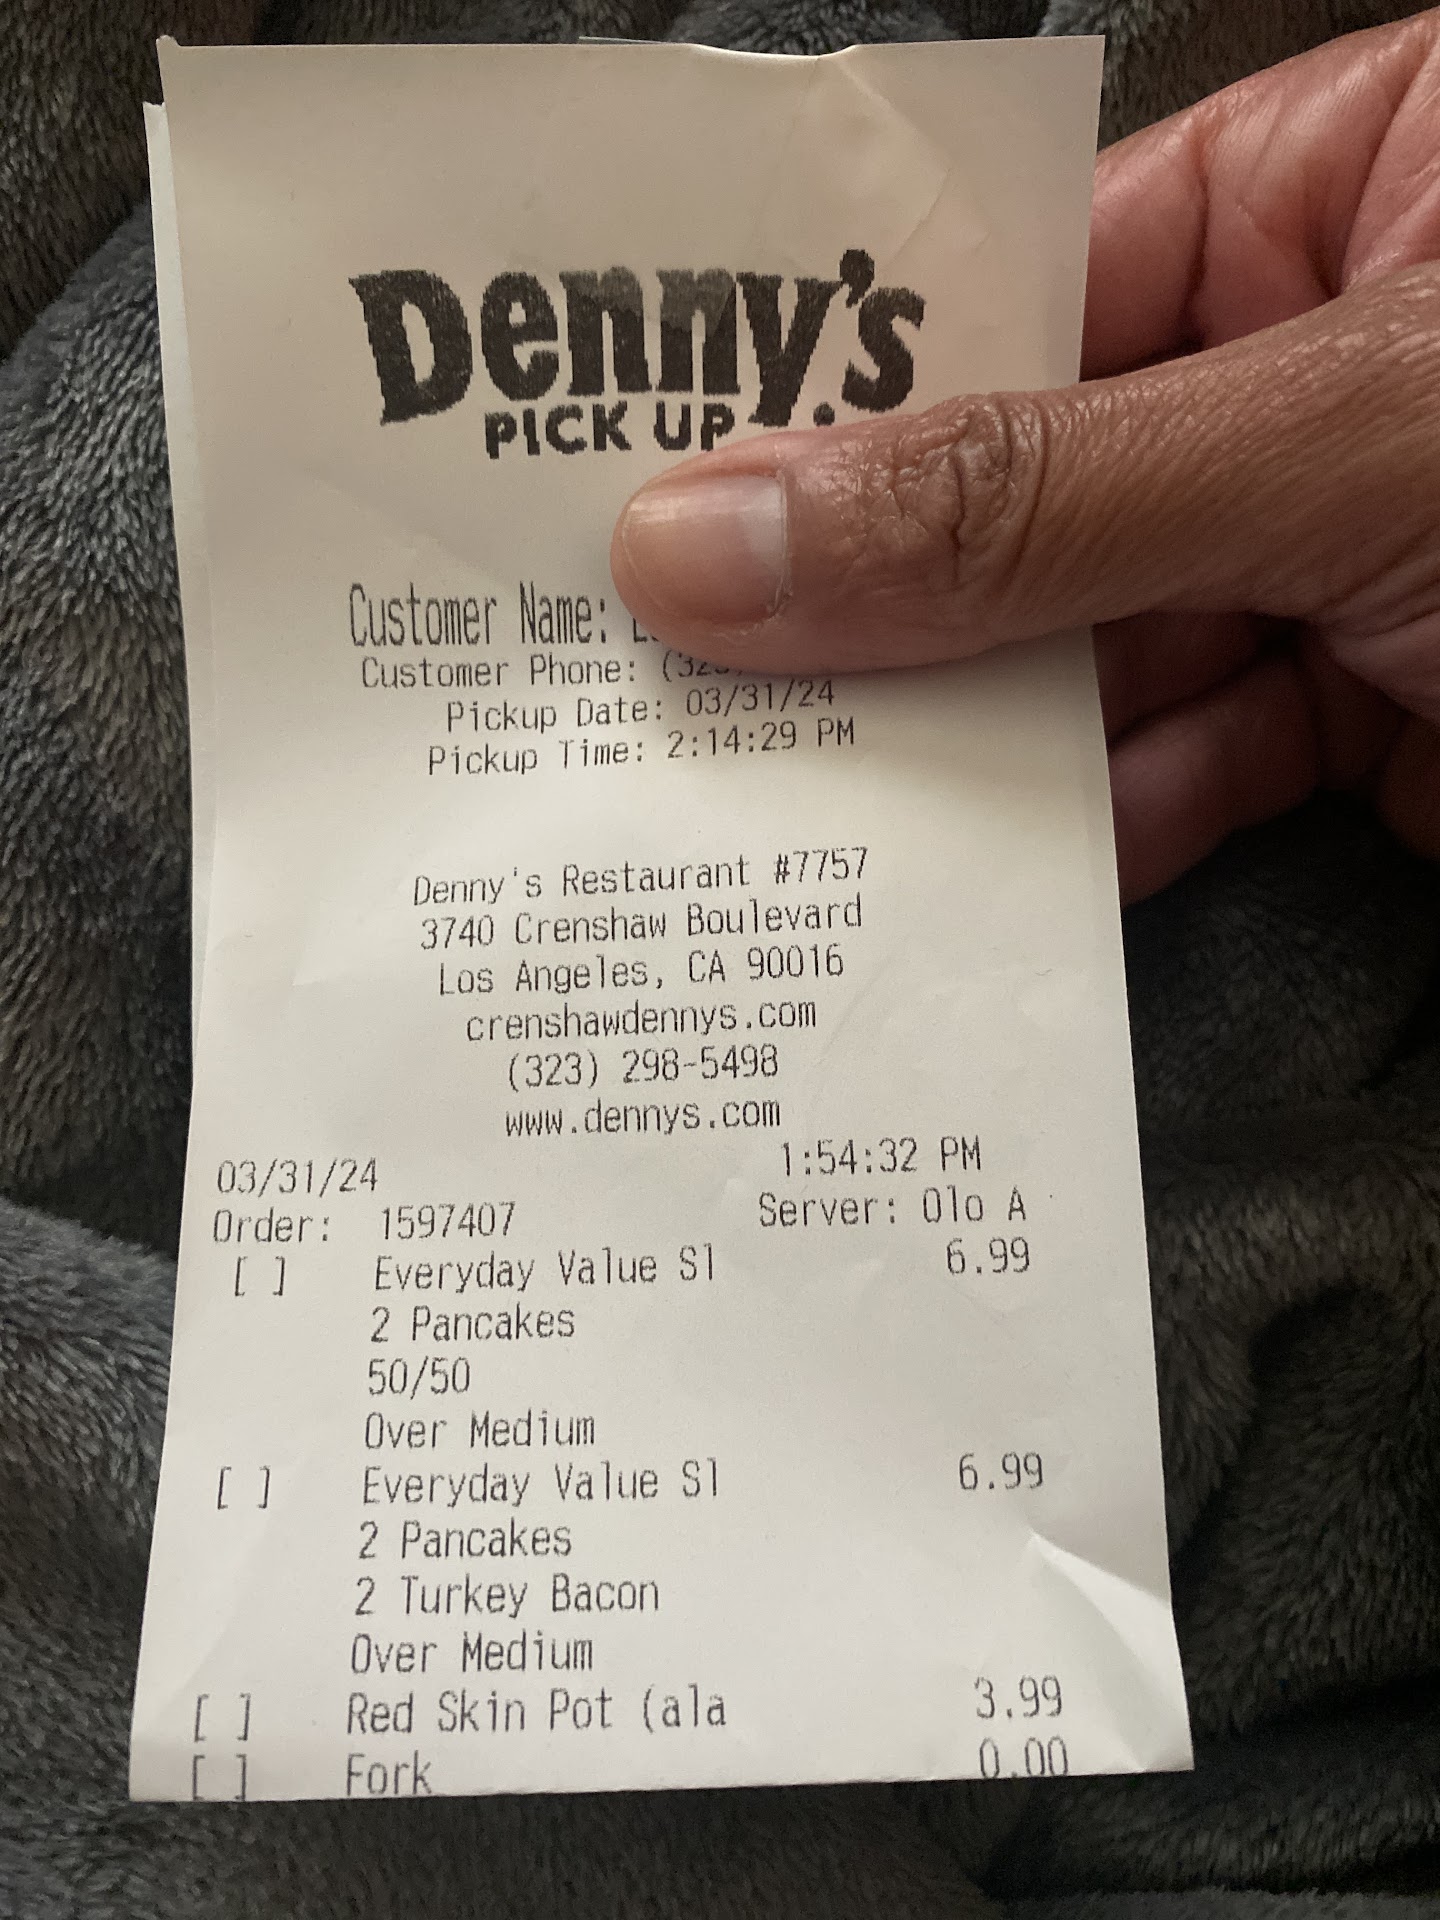 Denny's
PICK UP
Customer Name:
Customer Phone: (323)
Pickup Date: 03/31/24
Pickup Time: 2:14:29 PM
Denny's Restaurant #7757
3740 Crenshaw Boulevard
Los Angeles, CA 90016
crenshawdennys.com
(323) 298-5498
www.dennys.com
03/31/24 1:54:32 PM
Order: 1597407 Server: Olo A
[ ] Everyday Value Sl 6.99
2 Pancakes
50/50
Over Medium
[ ] Everyday Value Sl 6.99
2 Pancakes
2 Turkey Bacon
Over Medium
[ ] Red Skin Pot (ala 3.99
[ ] Fork 0.00